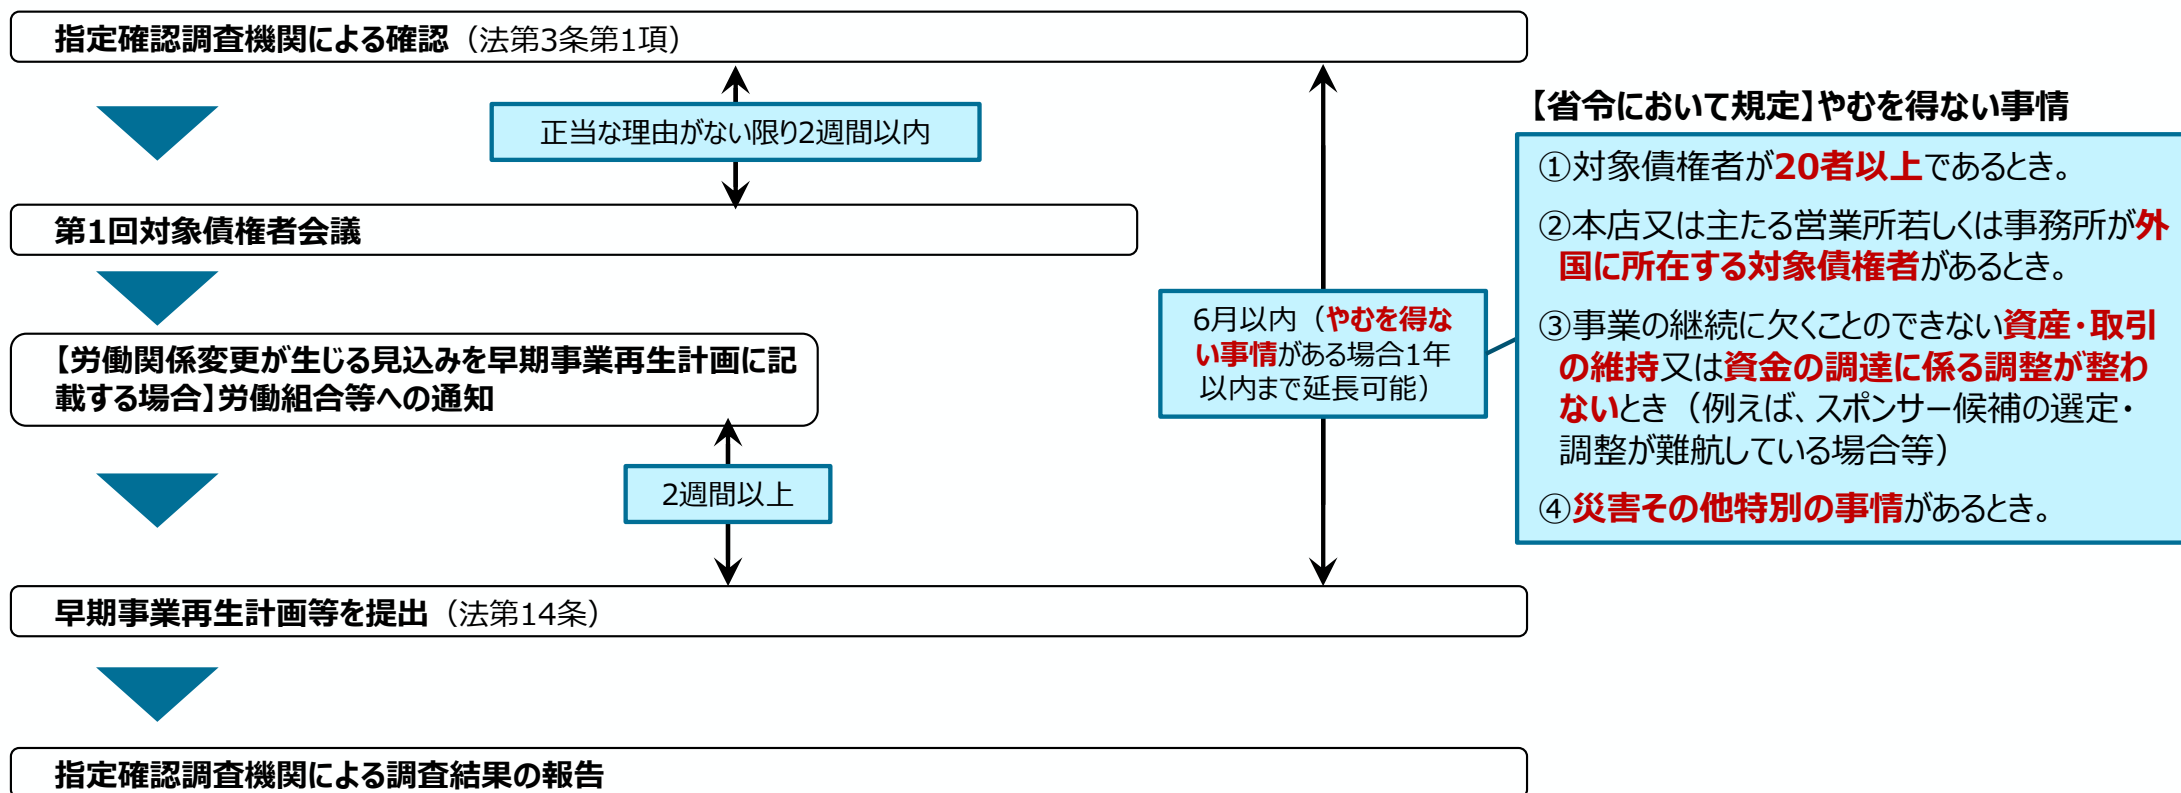 指定確認調査機関による確認（法第3条第1項）
正当な理由がない限り2週間以内
第1回対象債権者会議
【労働関係変更が生じる見込みを早期事業再生計画に記
載する場合】労働組合等への通知
2週間以上
6月以内（やむを得な
い事情がある場合1年
以内まで延長可能）
早期事業再生計画等を提出（法第14条）
指定確認調査機関による調査結果の報告
【省令において規定】やむを得ない事情
①対象債権者が20者以上であるとき。
②本店又は主たる営業所若しくは事務所が外
国に所在する対象債権者があるとき。
③事業の継続に欠くことのできない資産・取引
の維持又は資金の調達に係る調整が整わ
ないとき（例えば、スポンサー候補の選定・
調整が難航している場合等）
④災害その他特別の事情があるとき。